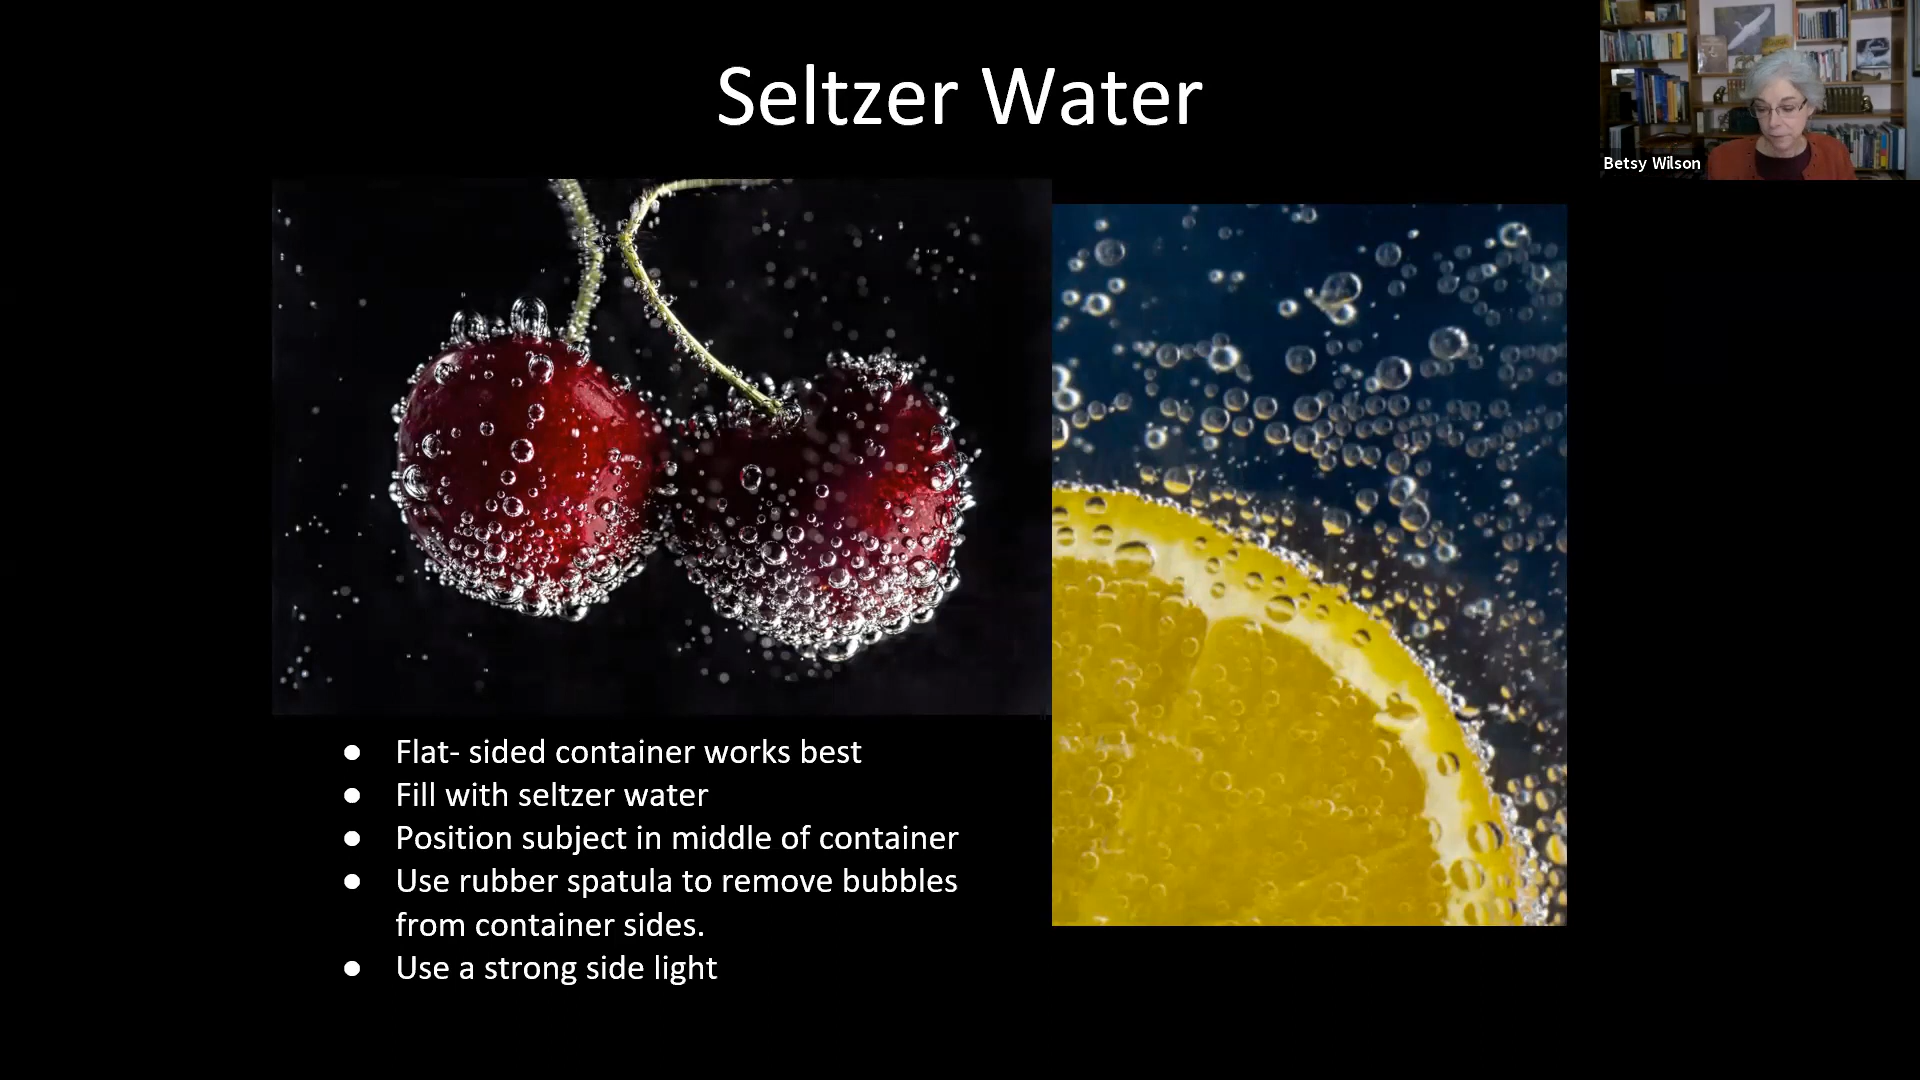 Seltzer Water
Betsy Wilson
● Flat- sided container works best
● Fill with seltzer water
● Position subject in middle of container
● Use rubber spatula to remove bubbles
from container sides.
● Use a strong side light